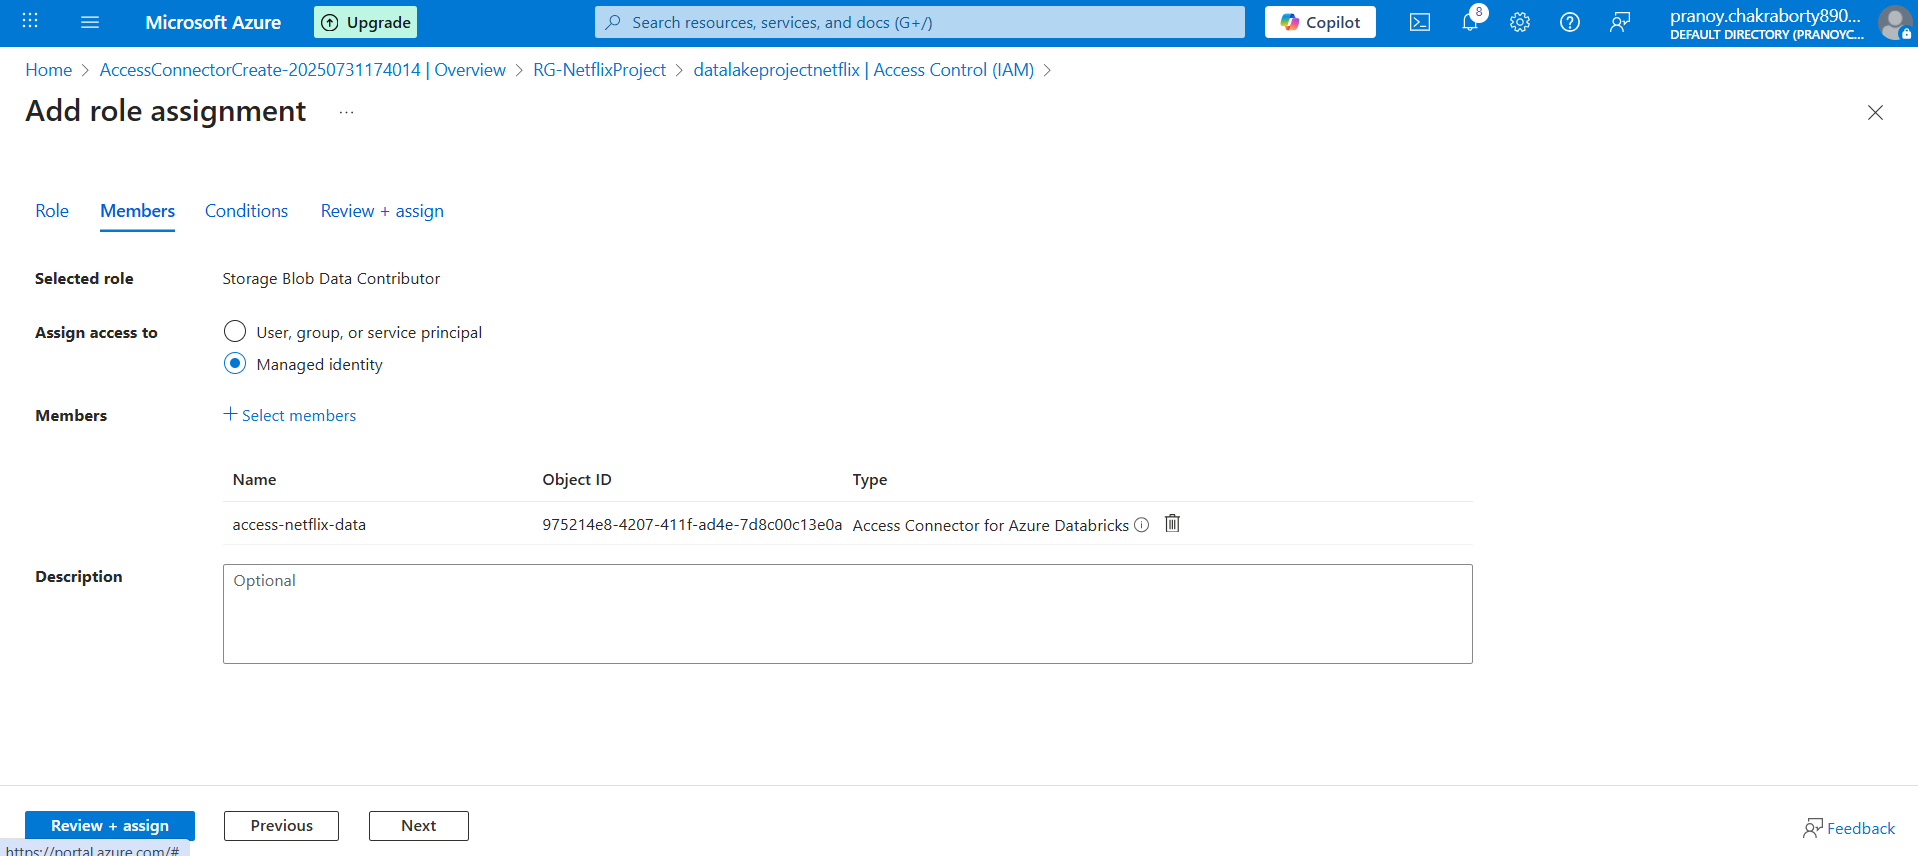 Microsoft Azure
Upgrade
Search resources, services, and docs (G+/)
Copilot
8
pranoy.chakraborty890...
DEFAULT DIRECTORY (PRANOYC...
Home > AccessConnectorCreate-20250731174014 | Overview > RG-NetflixProject > datalakeprojectnetflix | Access Control (IAM) >
Add role assignment ...
Role Members Conditions Review + assign
Selected role Storage Blob Data Contributor
Assign access to User, group, or service principal
Managed identity
Members + Select members
Name Object ID Type
access-netflix-data 975214e8-4207-411f-ad4e-7d8c00c13e0a Access Connector for Azure Databricks
Description Optional
Review + assign Previous Next Feedback
https://portal.azure.com/#